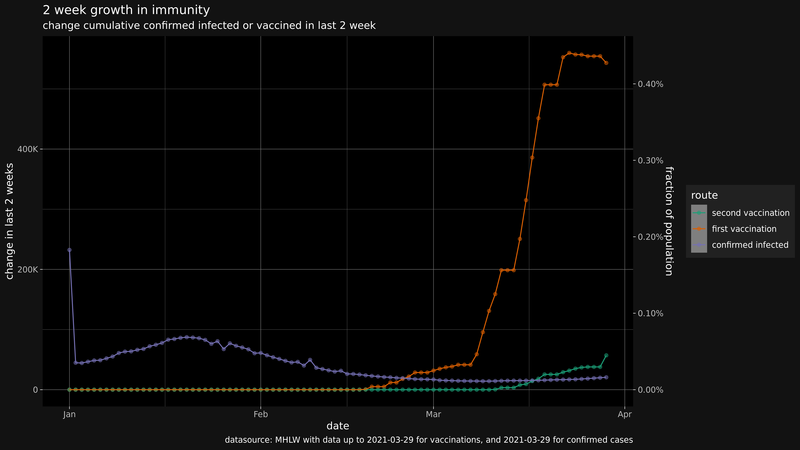 2 week growth in immunity
change cumulative confirmed infected or vaccined in last 2 week
change in last 2 weeks
400K
200K
0
0.40%
0.30%
0.20%
0.10%
0.00%
fraction of population
route
second vaccination
first vaccination
confirmed infected
Jan
Feb
Mar
Apr
date
datasource: MHLW with data up to 2021-03-29 for vaccinations, and 2021-03-29 for confirmed cases